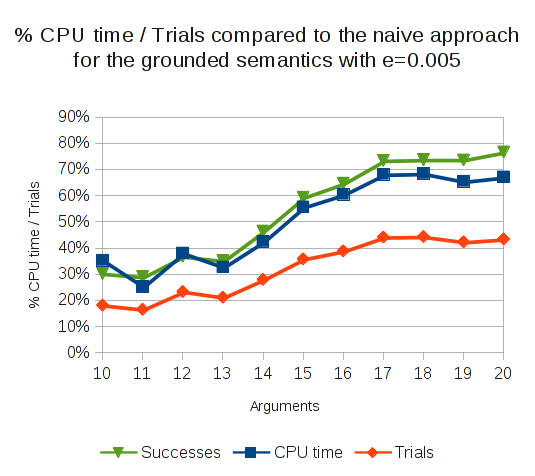 % CPU time / Trials compared to the naive approach
for the grounded semantics with e=0.005
90%
80%
70%
60%
50%
40%
30%
20%
10%
0%
% CPU time / Trials
10 11 12 13 14 15 16 17 18 19 20
Arguments
Successes CPU time Trials